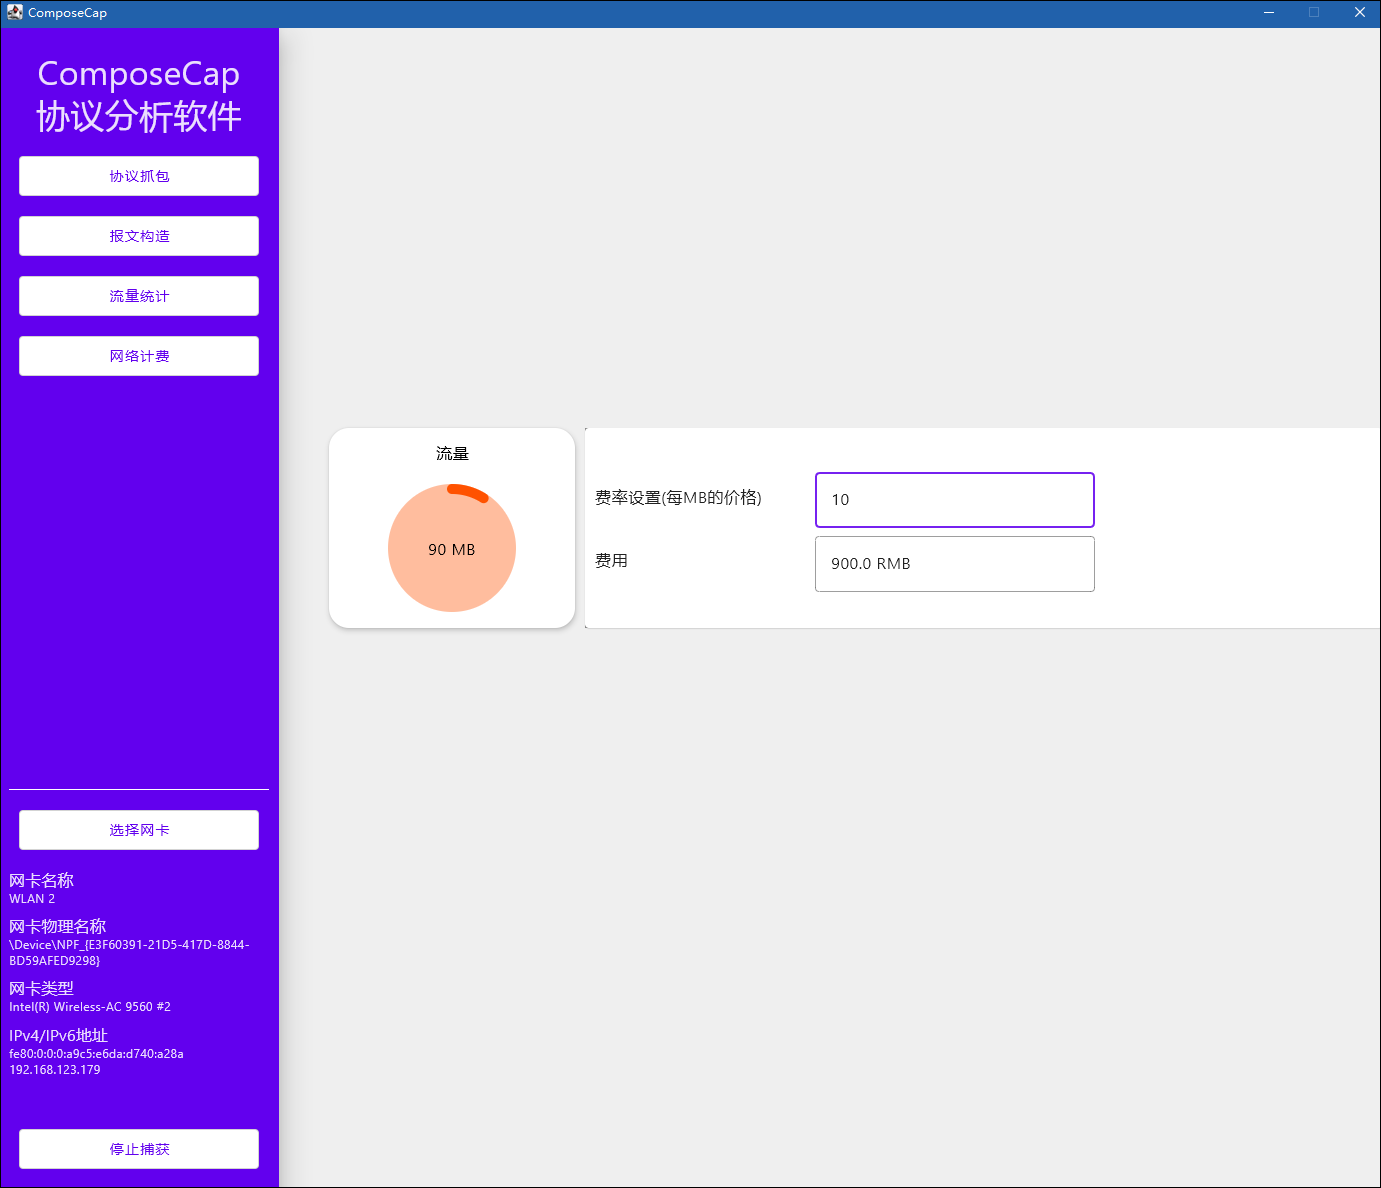 ComposeCap
ComposeCap
协议分析软件
协议抓包
报文构造
流量统计
网络计费
流量
90 MB
费率设置(每MB的价格)
10
费用
900.0 RMB
选择网卡
网卡名称
WLAN 2
网卡物理名称
\Device\NPF_{E3F60391-21D5-417D-8844-
BD59AFED9298}
网卡类型
Intel(R) Wireless-AC 9560 #2
IPv4/IPv6地址
fe80:0:0:0:a9c5:e6da:d740:a28a
192.168.123.179
停止捕获